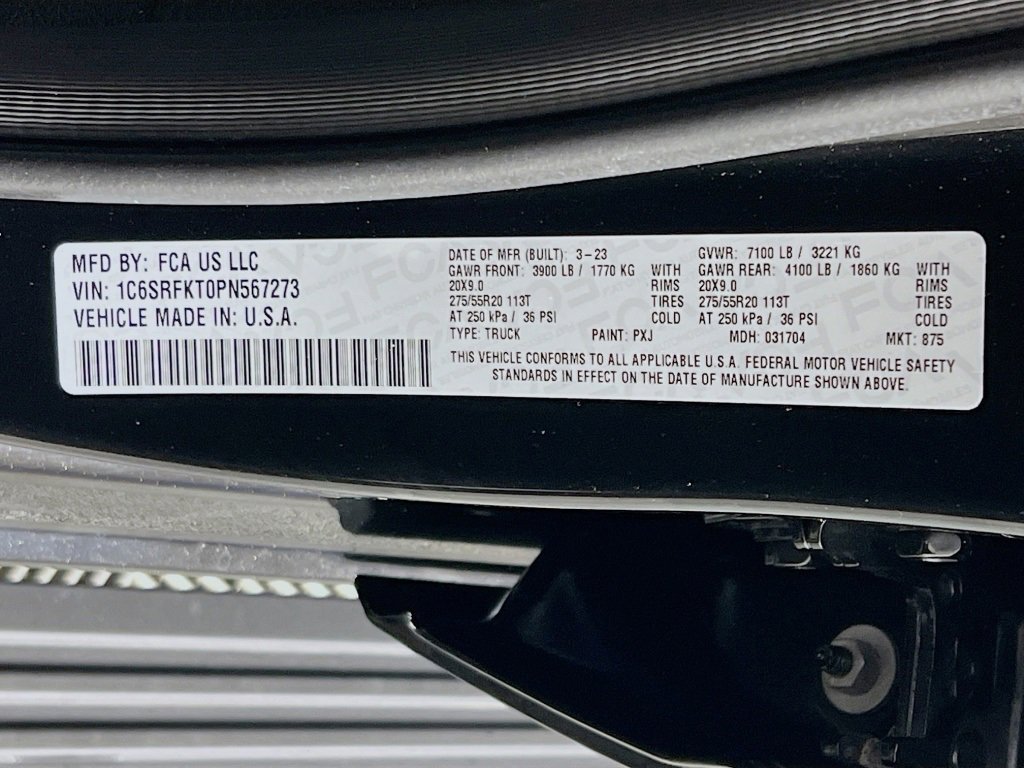 MFD BY: FCA US LLC
VIN: 1C6SRFKT0PN567273
VEHICLE MADE IN: U.S.A.
DATE OF MFR (BUILT): 3-23
GAWR FRONT: 3900 LB / 1770 KG WITH
20X9.0 RIMS
275/55R20 113T TIRES
AT 250 kPa / 36 PSI COLD
GVWR: 7100 LB / 3221 KG
GAWR REAR: 4100 LB / 1860 KG WITH
20X9.0 RIMS
275/55R20 113T TIRES
AT 250 kPa / 36 PSI COLD
TYPE: TRUCK PAINT: PXJ MDH: 031704 MKT: 875
THIS VEHICLE CONFORMS TO ALL APPLICABLE U.S.A. FEDERAL MOTOR VEHICLE SAFETY
STANDARDS IN EFFECT ON THE DATE OF MANUFACTURE SHOWN ABOVE.